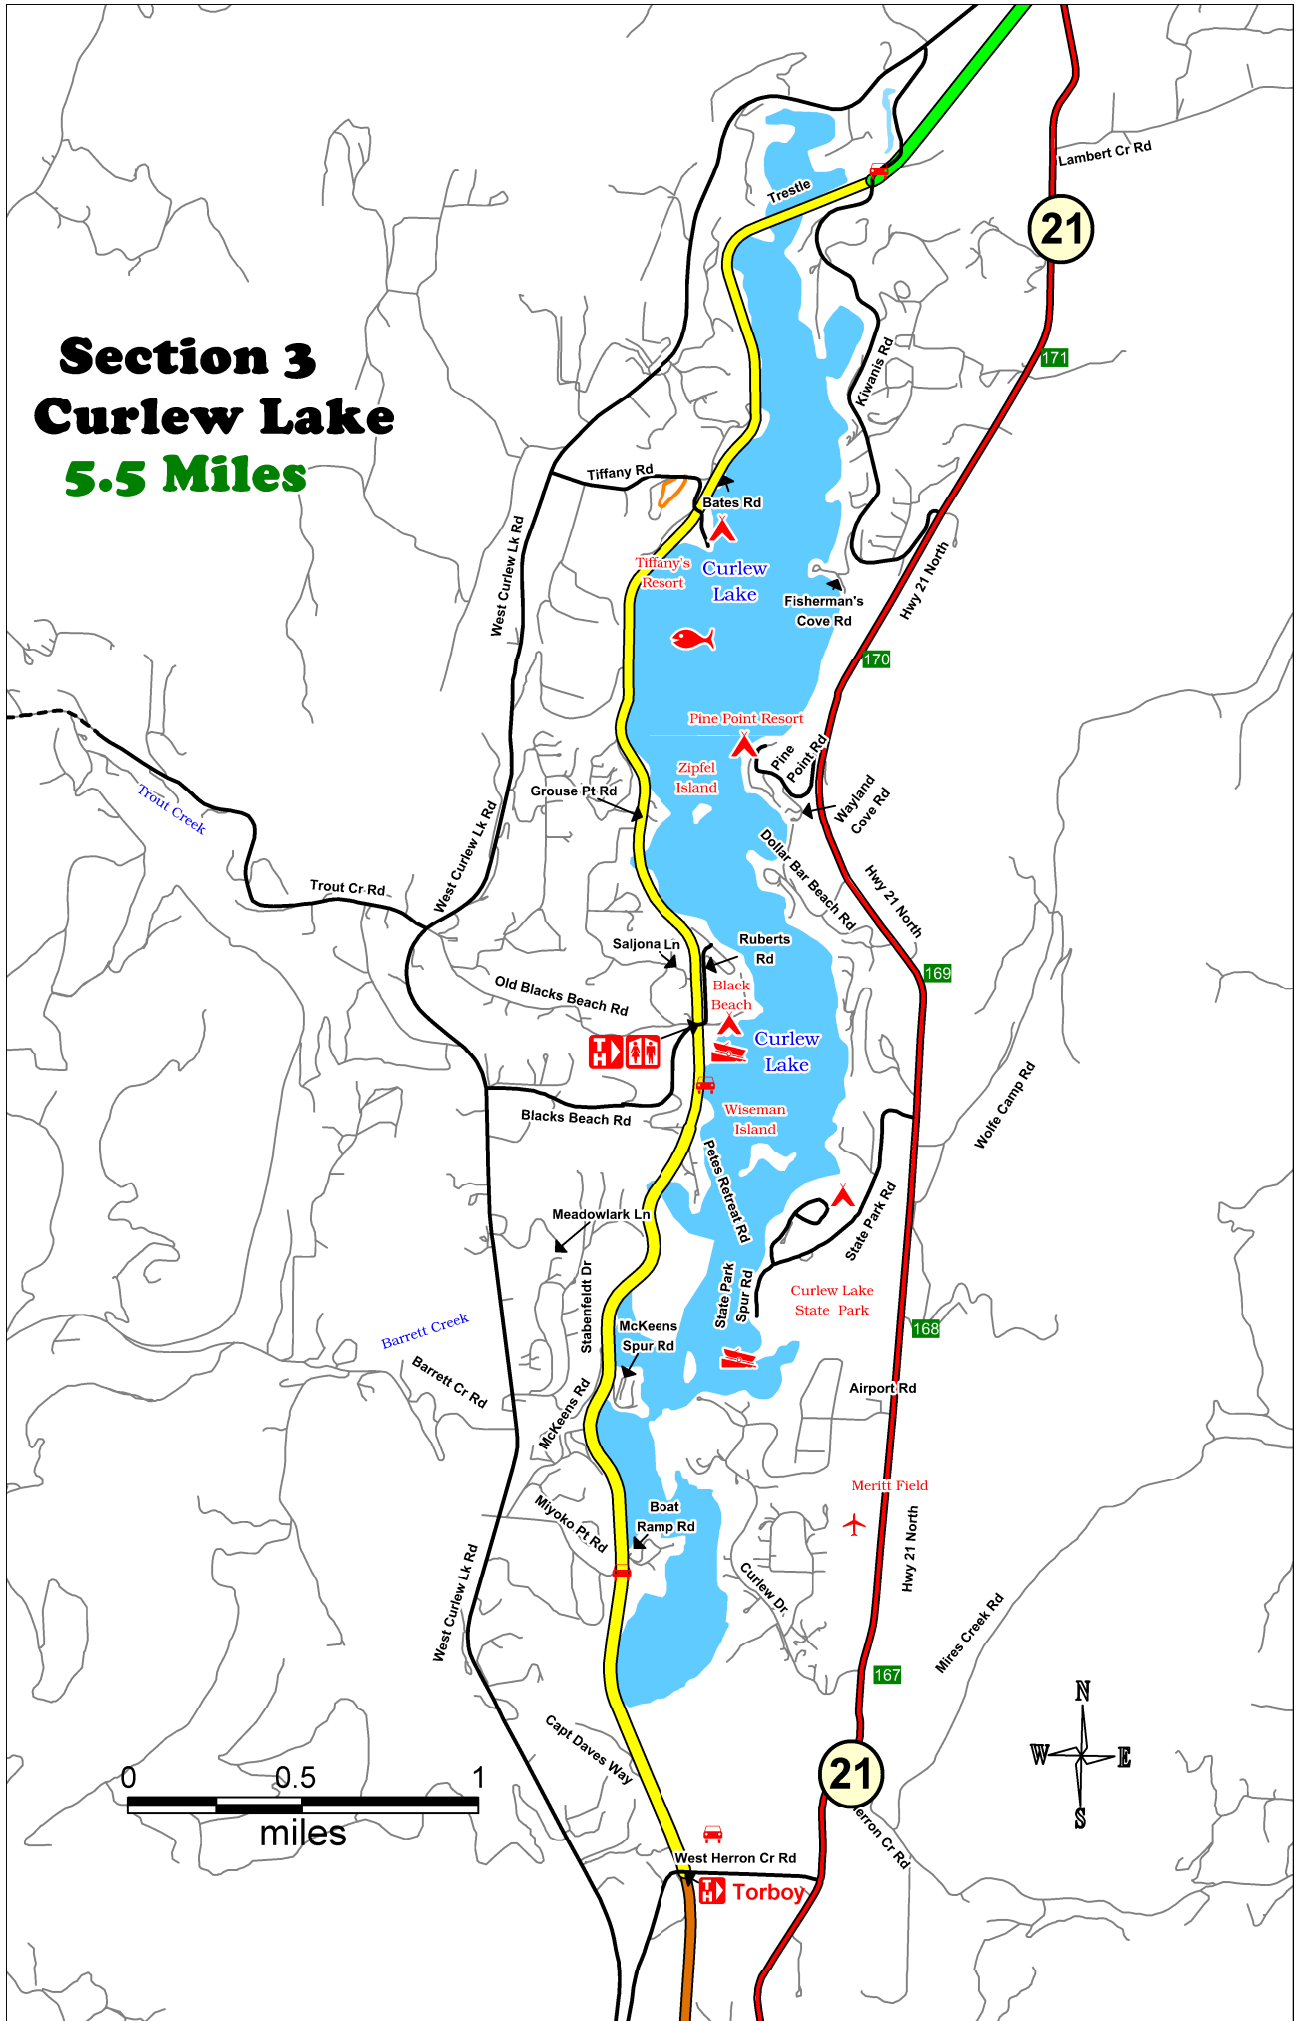 Lambert Cr Rd
Trestle
21
Section 3
Curlew Lake
5.5 Miles
171
Kiwanis Rd
Tiffany Rd
Bates Rd
West Curlew Lk Rd
Tiffany's
Resort
Curlew
Lake
Hwy 21 North
Fisherman's
Cove Rd
170
Pine Point Resort
Pine
Point Rd
Zipfel
Island
Grouse Pt Rd
Wayland
Cove Rd
Trout Creek
West Curlew Lk Rd
Dollar Bar Beach Rd
Hwy 21 North
Trout Cr Rd
Saljona Ln
Ruberts
Rd
169
Old Blacks Beach Rd
Black
Beach
TH
Curlew
Lake
Wolfe Camp Rd
Blacks Beach Rd
Wiseman
Island
Petes Retreat Rd
Meadowlark Ln
State Park Rd
Stabenfeldt Dr
State Park
Spur Rd
Curlew Lake
State Park
Barrett Creek
McKeens
Spur Rd
168
Barrett Cr Rd
McKeens Rd
Airport Rd
Meritt Field
Miyoko Pt Rd
Boat
Ramp Rd
Hwy 21 North
West Curlew Lk Rd
Curlew Dr
Mires Creek Rd
167
N
W E
S
Capt Daves Way
21
0 0.5 1
miles
Herron Cr Rd
West Herron Cr Rd
TH
Torboy